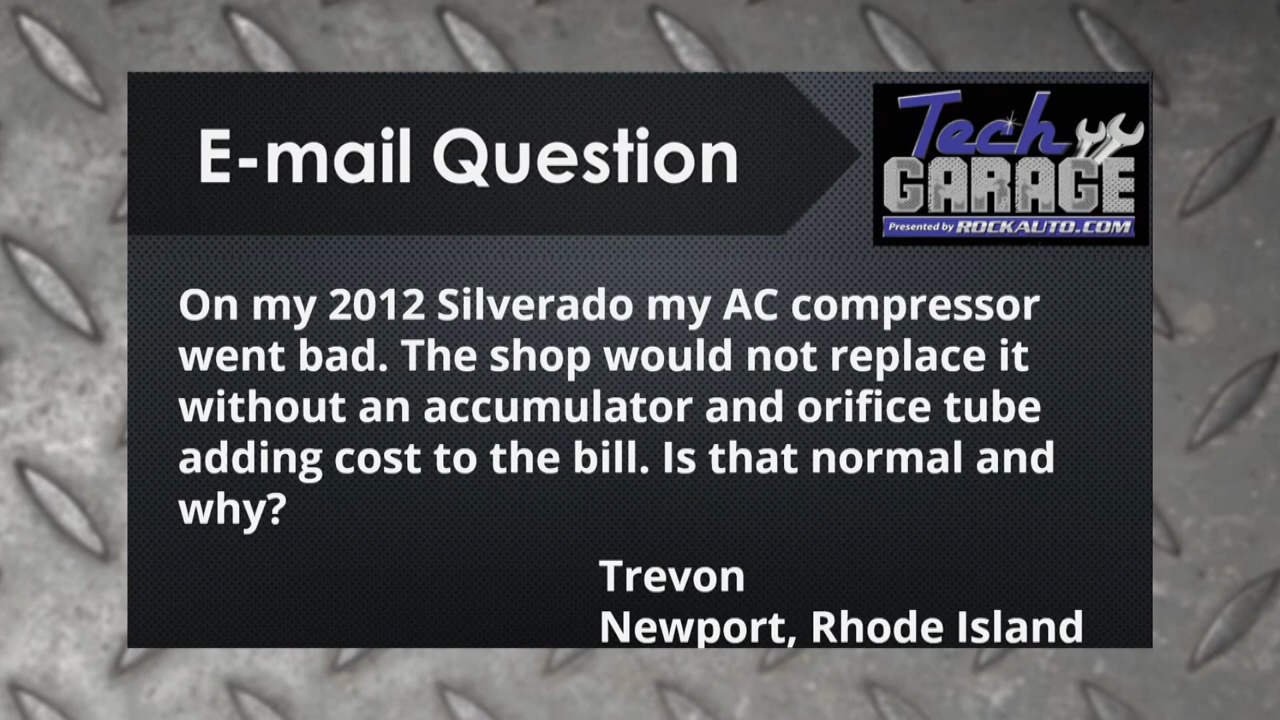 E-mail Question
Tech
GARAGE
Presented by ROCKAUTO.COM
On my 2012 Silverado my AC compressor
went bad. The shop would not replace it
without an accumulator and orifice tube
adding cost to the bill. Is that normal and
why?
Trevon
Newport, Rhode Island